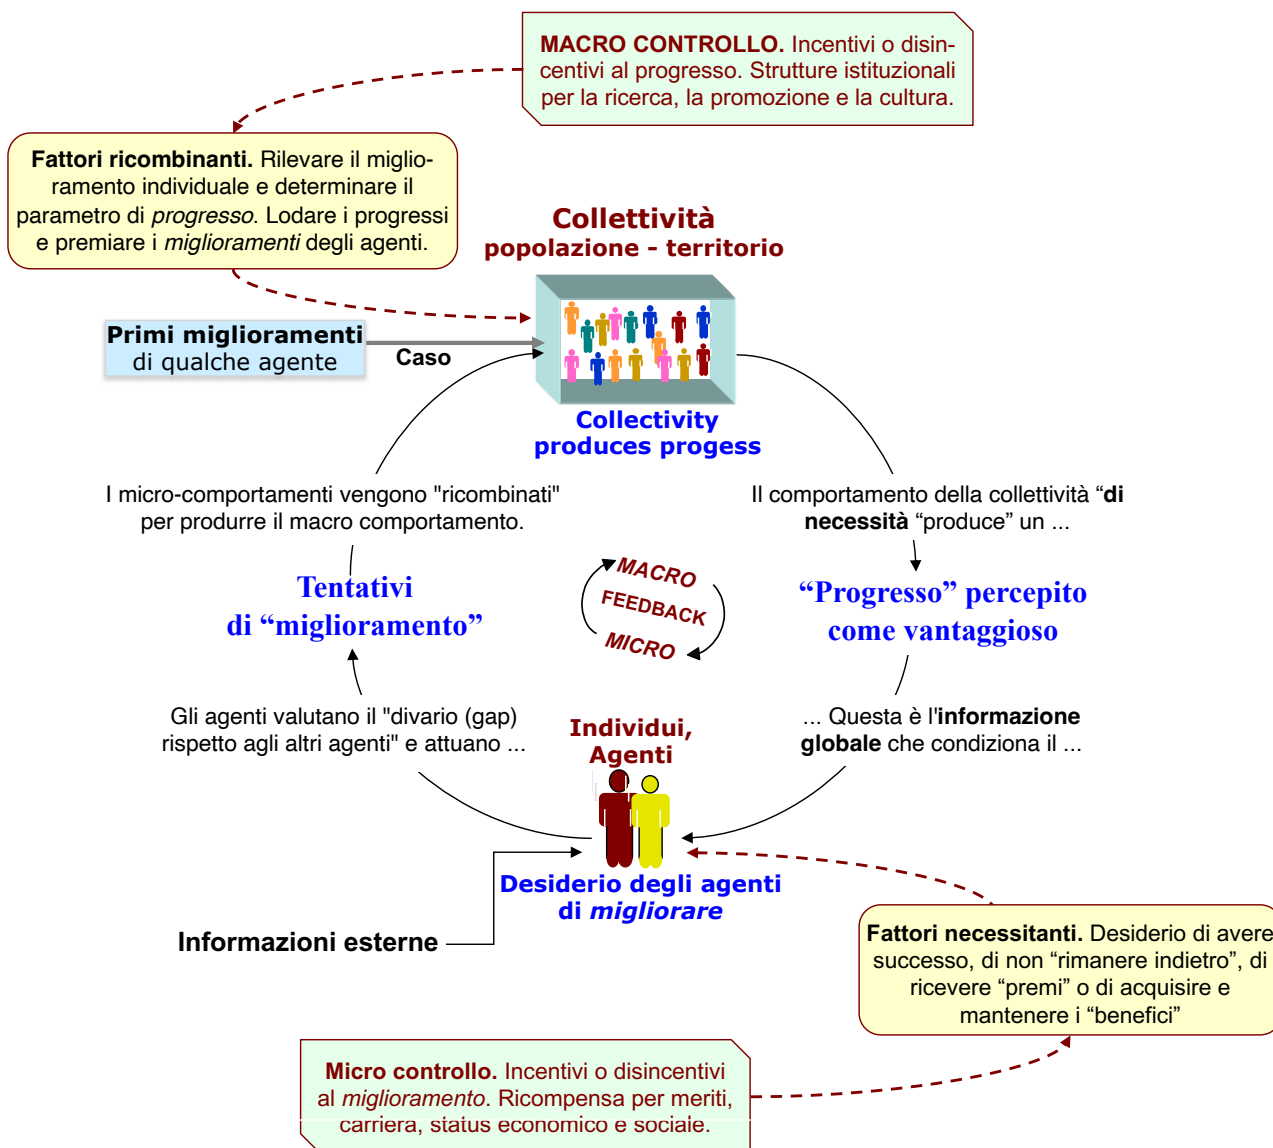 MACRO CONTROLLO. Incentivi o disin-
centivi al progresso. Strutture istituzionali
per la ricerca, la promozione e la cultura.
Fattori ricombinanti. Rilevare il miglio-
ramento individuale e determinare il
parametro di progresso. Lodare i progressi
e premiare i miglioramenti degli agenti.
Collettività
popolazione - territorio
Primi miglioramenti
di qualche agente
Caso
Collectivity
produces progess
I micro-comportamenti vengono "ricombinati"
per produrre il macro comportamento.
Il comportamento della collettività “di
necessità “produce” un ...
Tentativi
di “miglioramento”
MACRO
FEEDBACK
MICRO
“Progresso” percepito
come vantaggioso
Gli agenti valutano il "divario (gap)
rispetto agli altri agenti" e attuano ...
... Questa è l'informazione
globale che condiziona il ...
Individui,
Agenti
Desiderio degli agenti
di migliorare
Informazioni esterne
Fattori necessitanti. Desiderio di avere
successo, di non “rimanere indietro”, di
ricevere “premi” o di acquisire e
mantenere i “benefici”
Micro controllo. Incentivi o disincentivi
al miglioramento. Ricompensa per meriti,
carriera, status economico e sociale.